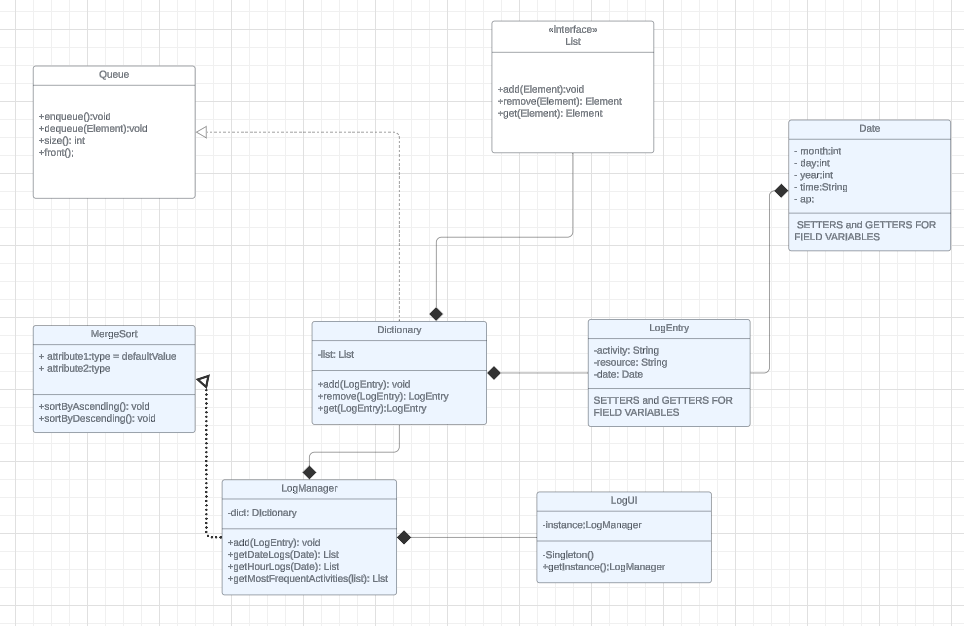 «interface»
List
+add(Element):void
+remove(Element): Element
+get(Element): Element
Queue
+enqueue():void
+dequeue(Element):void
+size(): int
+front();
Date
- month:int
- day:int
- year:int
- time:String
- ap:
SETTERS and GETTERS FOR
FIELD VARIABLES
MergeSort
+ attribute1:type = defaultValue
+ attribute2:type
+sortByAscending(): void
+sortByDescending(): void
Dictionary
-list: List
+add(LogEntry): void
+remove(LogEntry): LogEntry
+get(LogEntry):LogEntry
LogEntry
-activity: String
-resource: String
-date: Date
SETTERS and GETTERS FOR
FIELD VARIABLES
LogManager
-dict: Dictionary
+add(LogEntry): void
+getDateLogs(Date): List
+getHourLogs(Date): List
+getMostFrequentActivities(list): List
LogUI
-instance:LogManager
-Singleton()
+getInstance():LogManager